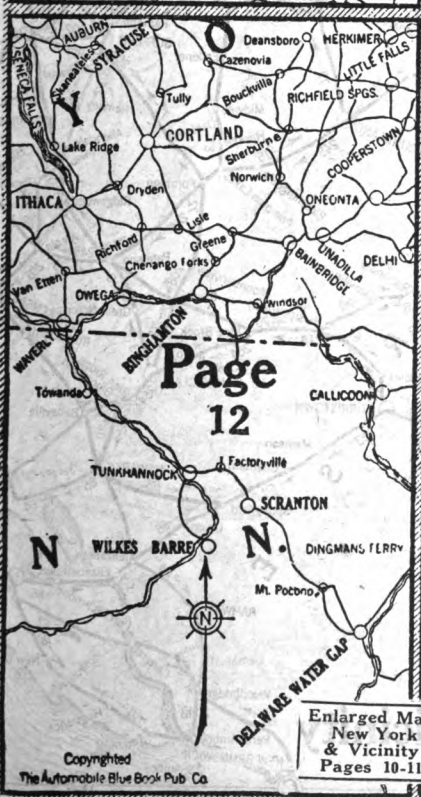 O
Deansboro
HERKIMER
AUBURN
SYRACUSE
Skaneateles
Cazenovia
LITTLE FALLS
SENECA FALLS
Bouckville
Tully
RICHFIELD SPGS.
Y
CORTLAND
Lake Ridge
Sherburne
COOPERSTOWN
Norwich
Dryden
ITHACA
ONEONTA
Lisle
Richford
Greene
UNADILLA
BAINBRIDGE
Chenango Forks
DELHI
Van Etten
OWEGO
Windsor
WAVERLY
BINGHAMTON
Page
12
Towanda
CALLICOON
Factoryville
TUNKHANNOCK
SCRANTON
N
WILKES BARRE
N.
DINGMANS FERRY
Mt. Pocono
N
DELAWARE WATER GAP
Enlarged Ma
New York
& Vicinity
Pages 10-11
Copyrighted
The Automobile Blue Book Pub Co